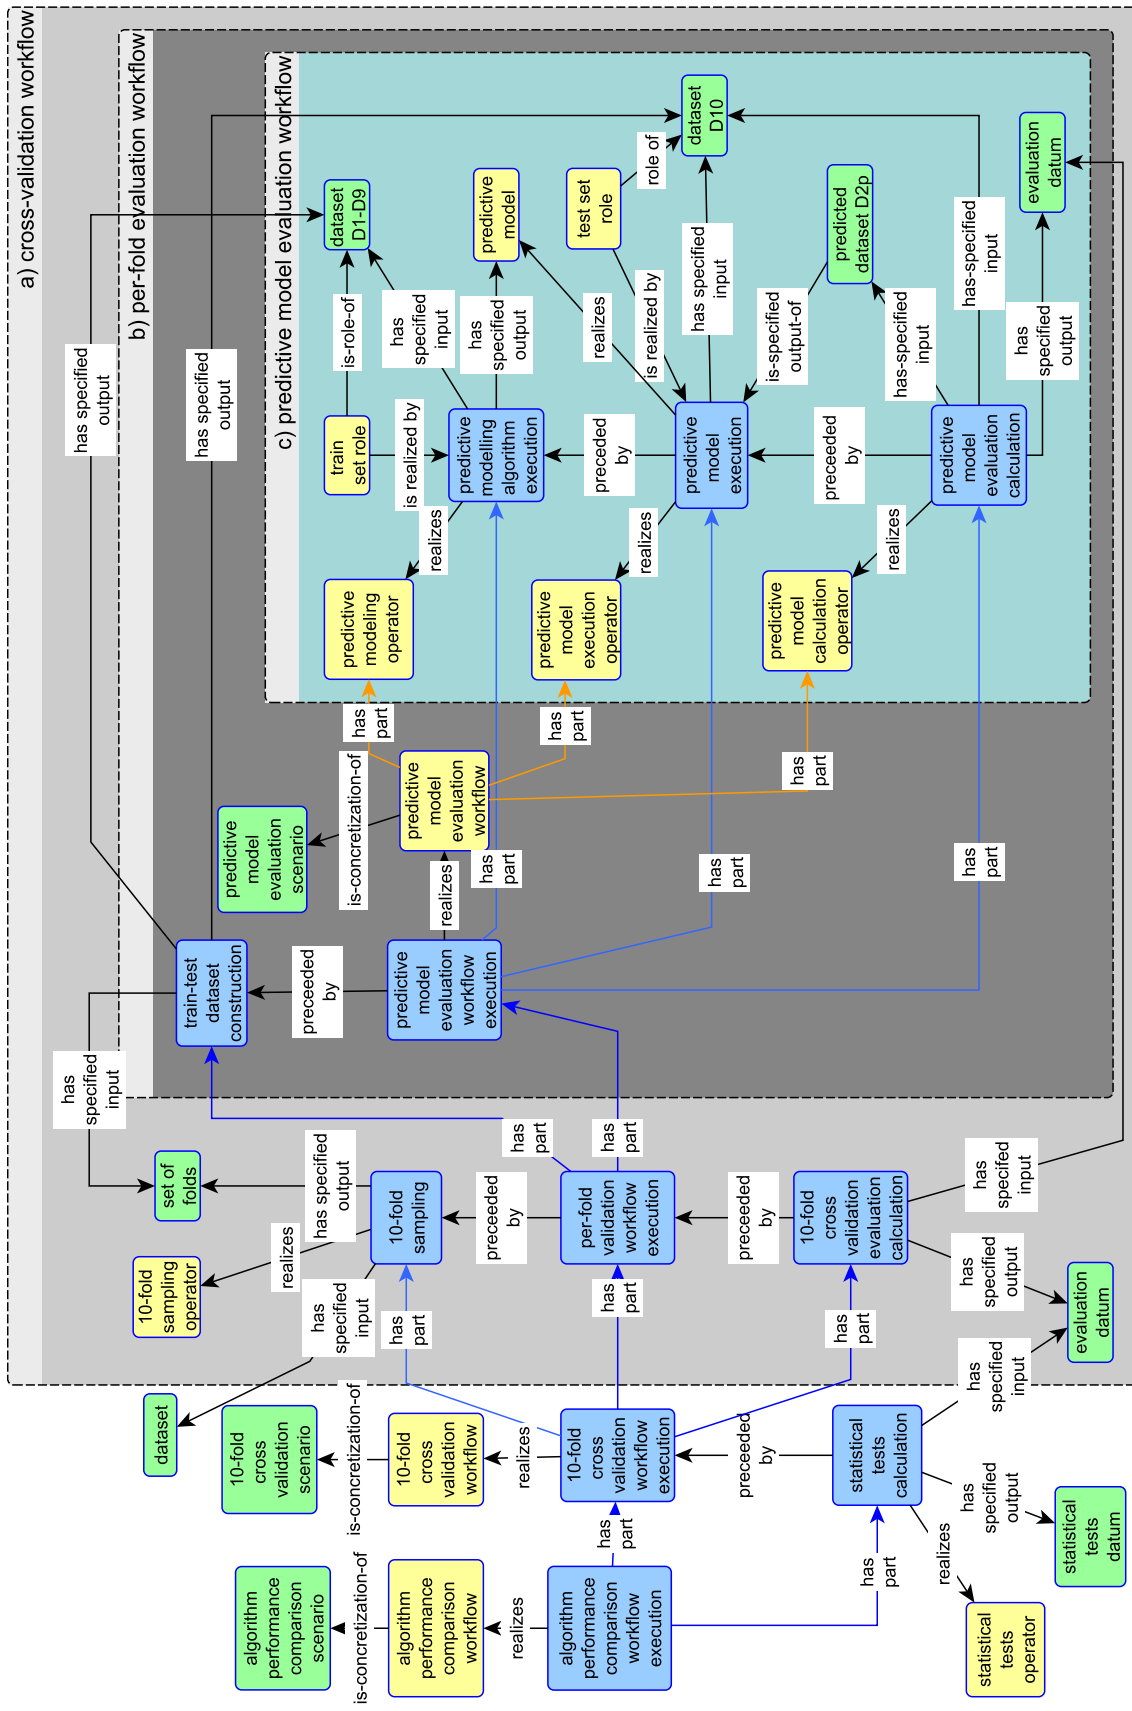 a) cross-validation workflow
b) per-fold evaluation workflow
c) predictive model evaluation workflow
has specified
output
has specified
output
dataset
D1-D9
predictive
model
test set
role
role of
dataset
D10
predicted
dataset D2p
evaluation
datum
is-role-of
has
specified
input
has
specified
output
realizes
is realized by
has specified
input
is-specified
output-of
has-specified
input
has-specified
input
has
specified
output
train
set role
is realized by
predictive
modelling
algorithm
execution
preceded
by
predictive
model
execution
preceeded
by
predictive
model
evaluation
calculation
realizes
realizes
realizes
predictive
modeling
operator
predictive
model
execution
operator
predictive
model
calculation
operator
has
part
has
part
has
part
predictive
model
evaluation
scenario
is-concretization-of
predictive
model
evaluation
workflow
realizes
has
part
has
part
has
part
train-test
dataset
construction
preceeded
by
predictive
model
evaluation
workflow
execution
has
specified
input
set of
folds
has specified
output
10-fold
sampling
preceeded
by
has
part
has
part
per-fold
validation
workflow
execution
preceeded
by
10-fold
cross
validation
evaluation
calculation
has
specifed
input
10-fold
sampling
operator
realizes
has
specified
input
has
part
has
part
has
part
has
specified
output
evaluation
datum
dataset
10-fold
cross
validation
scenario
is-concretization-of
10-fold
cross
validation
workflow
realizes
10-fold
cross
validation
workflow
execution
preceeded
by
statistical
tests
calculation
has
specified
input
has
specified
output
statistical
tests
datum
algorithm
performance
comparison
scenario
is-concretization-of
algorithm
performance
comparison
workflow
realizes
algorithm
performance
comparison
workflow
execution
has
part
has
part
realizes
statistical
tests
operator